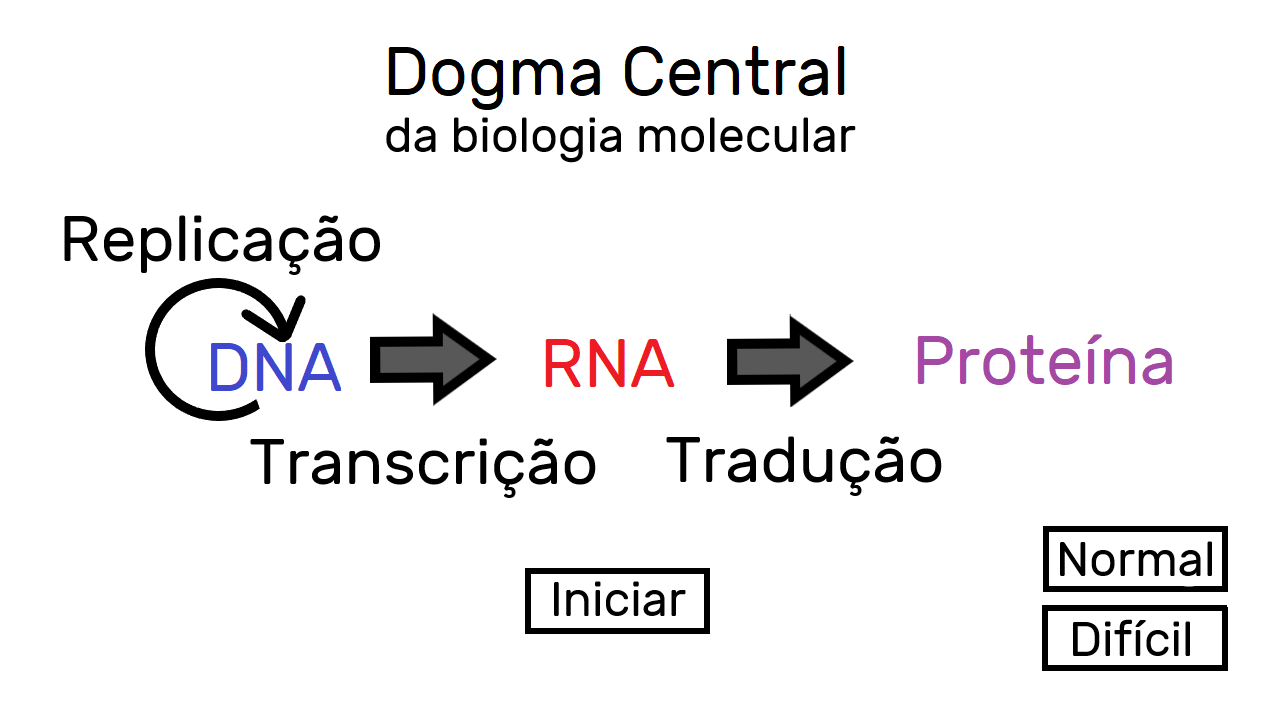 Dogma Central
da biologia molecular
Replicação
DNA
RNA
Proteína
Transcrição
Tradução
Normal
Iniciar
Difícil